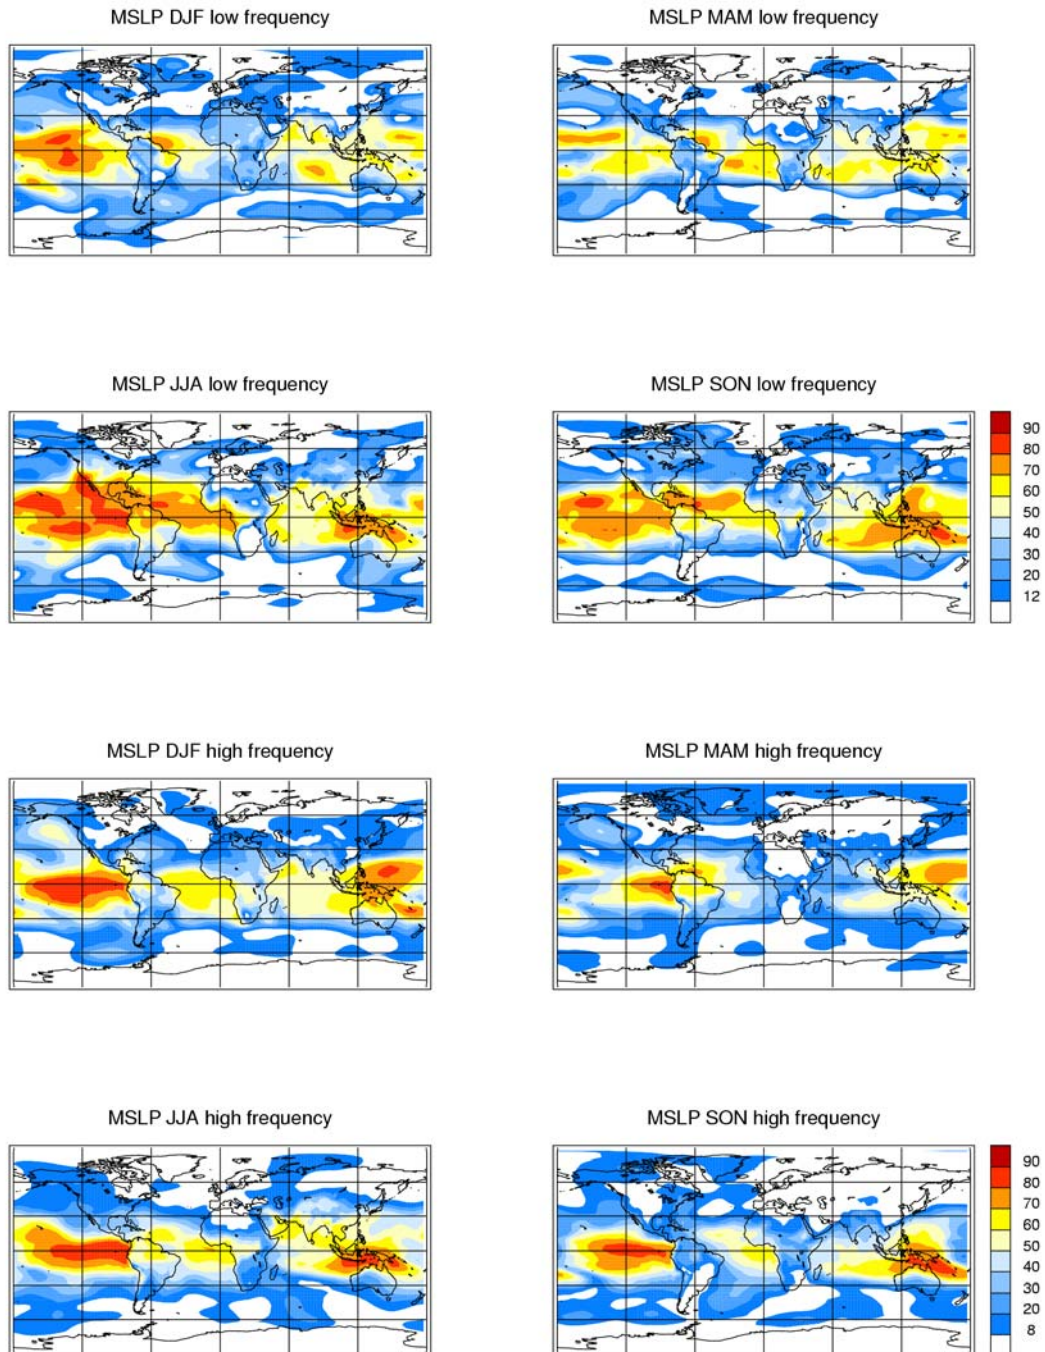 MSLP DJF low frequency
MSLP MAM low frequency
MSLP JJA low frequency
MSLP SON low frequency
90
80
70
60
50
40
30
20
12
MSLP DJF high frequency
MSLP MAM high frequency
MSLP JJA high frequency
MSLP SON high frequency
90
80
70
60
50
40
30
20
8